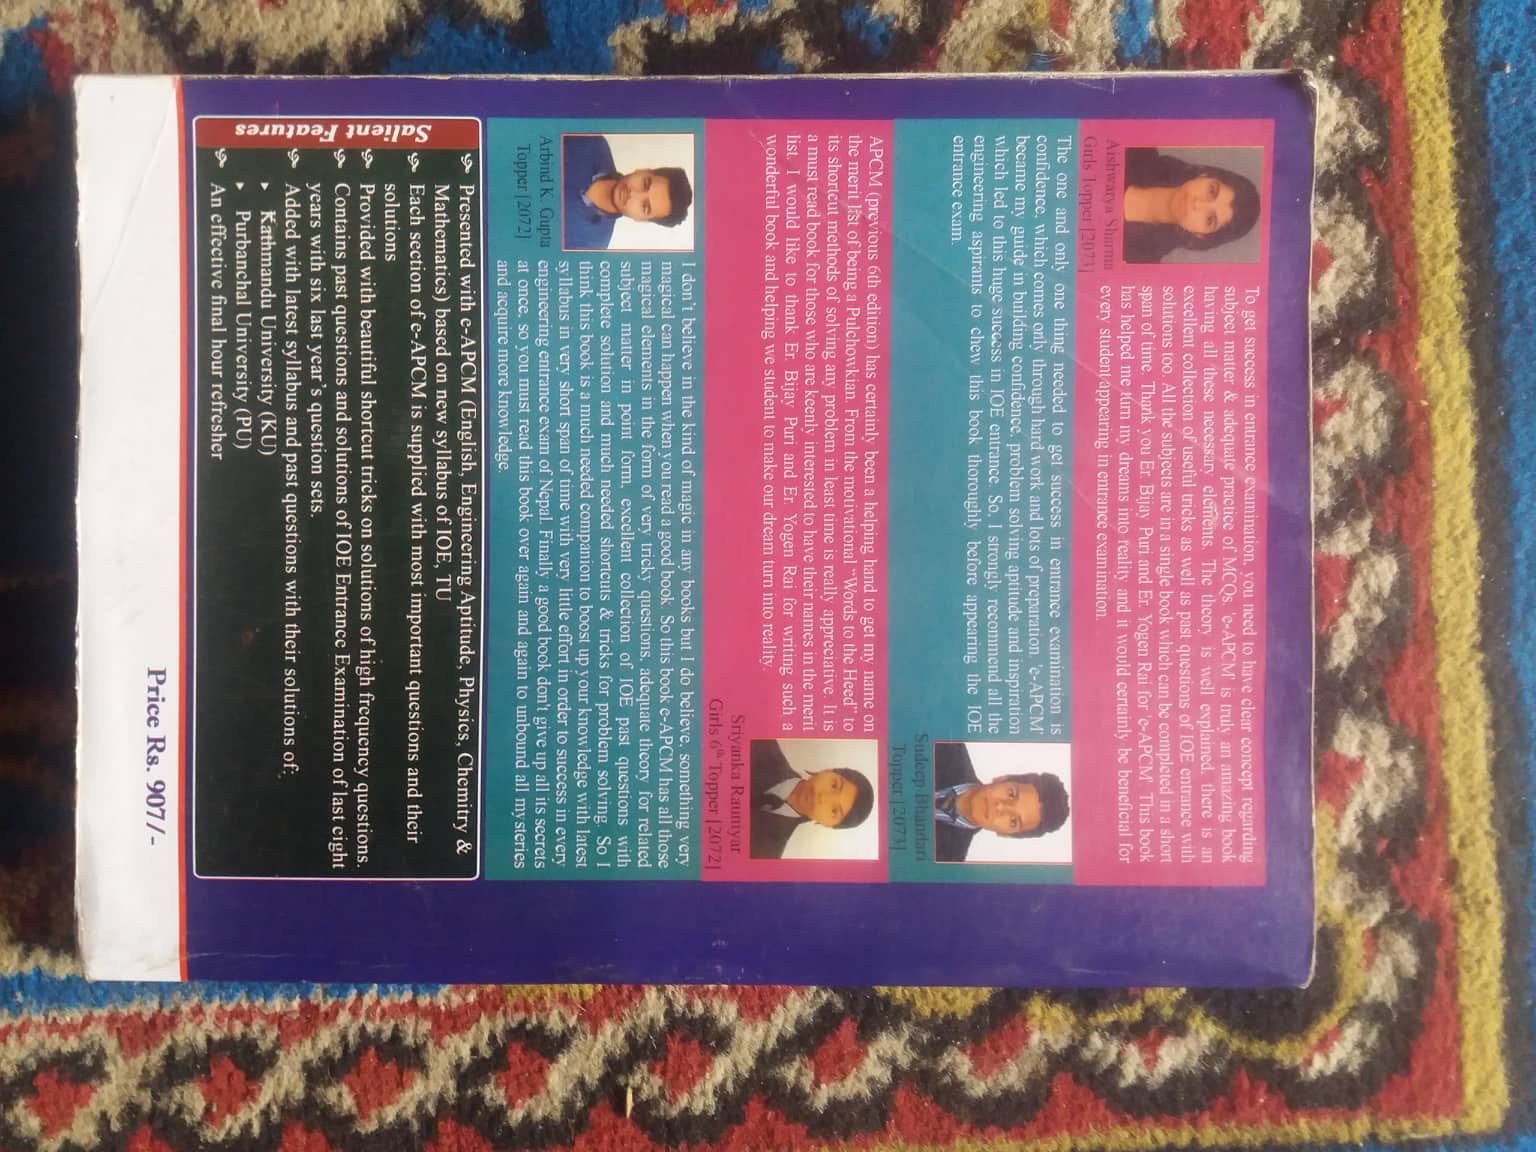 To get success in entrance examination, you need to have clear concept regarding
subject matter & adequate practice of MCQs. 'e-APCM' is truly an amazing book
having all these necessary elements. The theory is well explained, there is an
excellent collection of useful tricks as well as past questions of IOE entrance with
solutions too. All the subjects are in a single book which can be completed in a short
span of time. Thank you Er. Bijay Puri and Er. Yogen Rai for 'e-APCM'. This book
has helped me turn my dreams into reality and it would certainly be beneficial for
every student appearing in entrance examination.
Aishwarya Sharma
Girls Topper [2073]
The one and only one thing needed to get success in entrance examination is
confidence, which comes only through hard work and lots of preparation. 'e-APCM'
became my guide in building confidence, problem solving aptitude and inspiration
which led to this huge success in IOE entrance. So, I strongly recommend all the
engineering aspirants to chew this book thoroughly before appearing the IOE
entrance exam.
Sudeep Bhandari
Topper [2073]
APCM (previous 6th edition) has certainly been a helping hand to get my name on
the merit list of being a Pulchowkian. From the motivational “Words to the Heed” to
its shortcut methods of solving any problem in least time is really appreciative. It is
a must read book for those who are keenly interested to have their names in the merit
list. I would like to thank Er. Bijay Puri and Er. Yogen Rai for writing such a
wonderful book and helping we student to make our dream turn into reality.
Sriyanka Rauniyar
Girls 6th Topper [2072]
I don't believe in the kind of magic in any books but I do believe, something very
magical can happen when you read a good book. So this book e-APCM has all those
magical elements in the form of very tricky questions, adequate theory for related
subject matter in point form, excellent collection of IOE past questions with
complete solution and much needed shortcuts & tricks for problem solving. So I
think this book is a much needed companion to boost up your knowledge with latest
syllabus in very short span of time with very little effort in order to success in every
engineering entrance exam of Nepal. Finally a good book don't give up all its secrets
at once, so you must read this book over again and again to unbound all mysteries
and acquire more knowledge.
Arbind K. Gupta
Topper [2072]
Salient Features
Presented with e-APCM (English, Engineering Aptitude, Physics, Chemitry &
Mathematics) based on new syllabus of IOE, TU
Each section of e-APCM is supplied with most important questions and their
solutions
Provided with beautiful shortcut tricks on solutions of high frequency questions.
Contains past questions and solutions of IOE Entrance Examination of last eight
years with six last year's question sets.
Added with latest syllabus and past questions with their solutions of;
• Kathmandu University (KU)
• Purbanchal University (PU)
An effective final hour refresher
Price Rs. 907/-